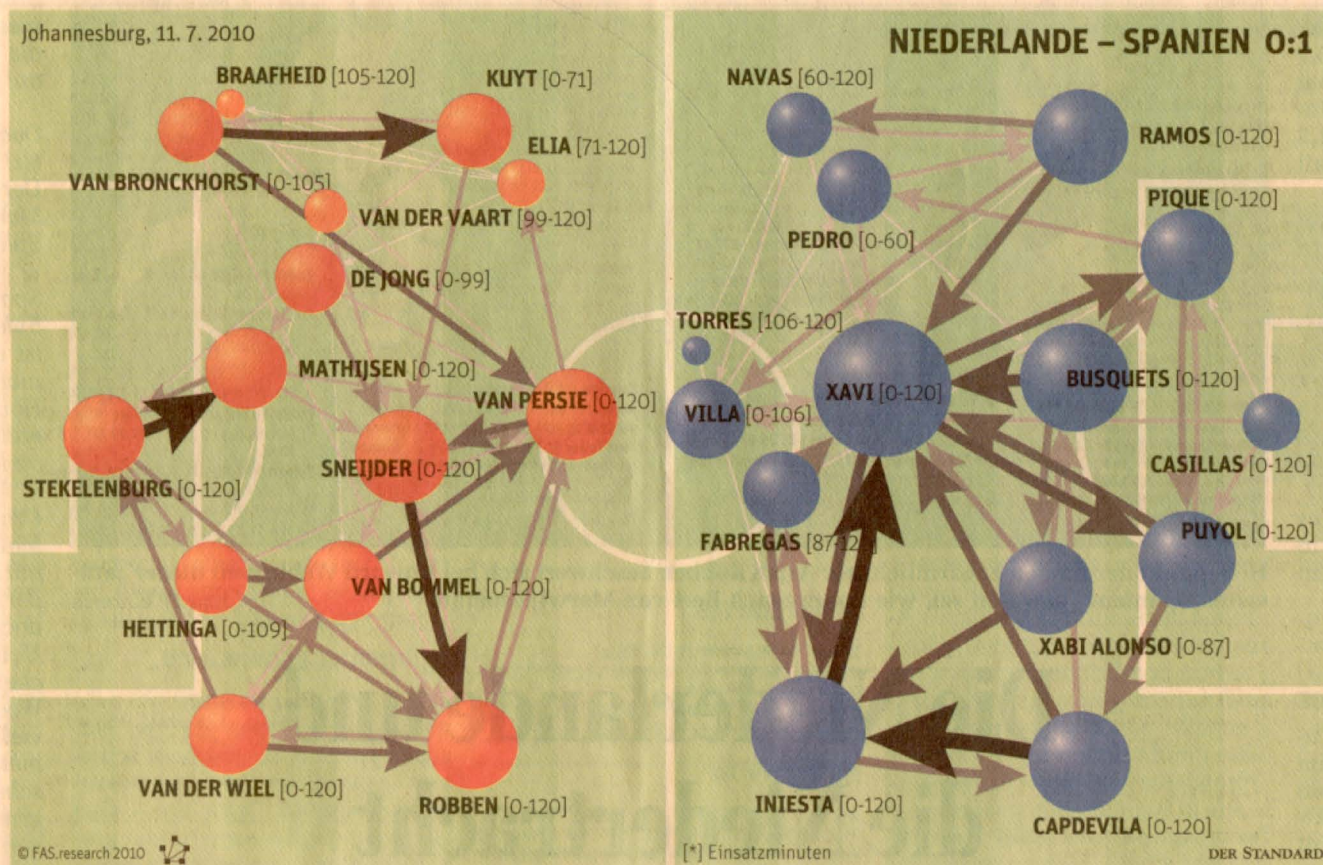 Johannesburg, 11. 7. 2010
NIEDERLANDE – SPANIEN 0:1
BRAAFHEID [105-120]
KUYT [0-71]
ELIA [71-120]
VAN BRONCKHORST [0-105]
VAN DER VAART [99-120]
DE JONG [0-99]
MATHIJSEN [0-120]
VAN PERSIE [0-120]
SNEIJDER [0-120]
STEKELENBURG [0-120]
VAN BOMMEL [0-120]
HEITINGA [0-109]
VAN DER WIEL [0-120]
ROBBEN [0-120]
NAVAS [60-120]
RAMOS [0-120]
PIQUE [0-120]
PEDRO [0-60]
TORRES [106-120]
XAVI [0-120]
BUSQUETS [0-120]
VILLA [0-106]
CASILLAS [0-120]
FABREGAS [87-12
PUYOL [0-120]
XABI ALONSO [0-87]
INIESTA [0-120]
CAPDEVILA [0-120]
© FAS.research 2010
[*] Einsatzminuten
DER STANDARD